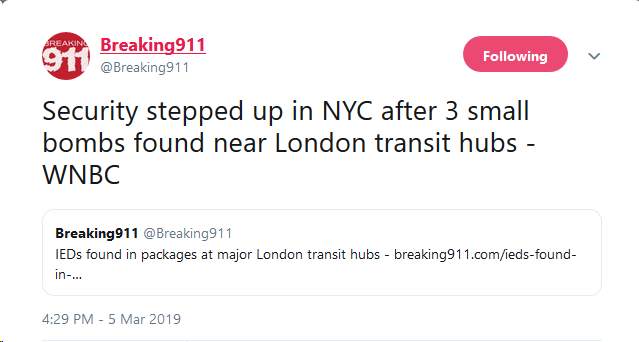 BREAKING
911
Breaking911
@Breaking911
Following
Security stepped up in NYC after 3 small
bombs found near London transit hubs -
WNBC
Breaking911 @Breaking911
IEDs found in packages at major London transit hubs - breaking911.com/ieds-found-
in-...
4:29 PM - 5 Mar 2019